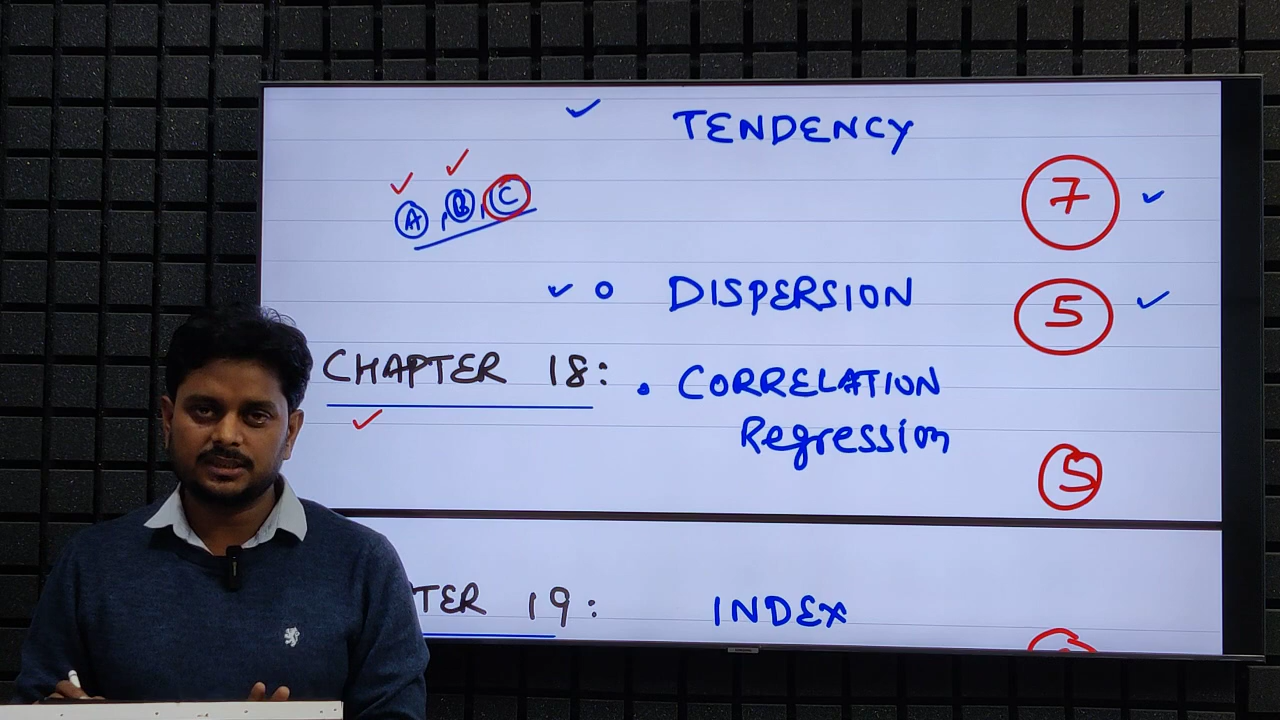 TENDENCY
A, B, C
7
DISPERSION
5
CHAPTER 18: • CORRELATION
Regression
5
TER 19: INDEX